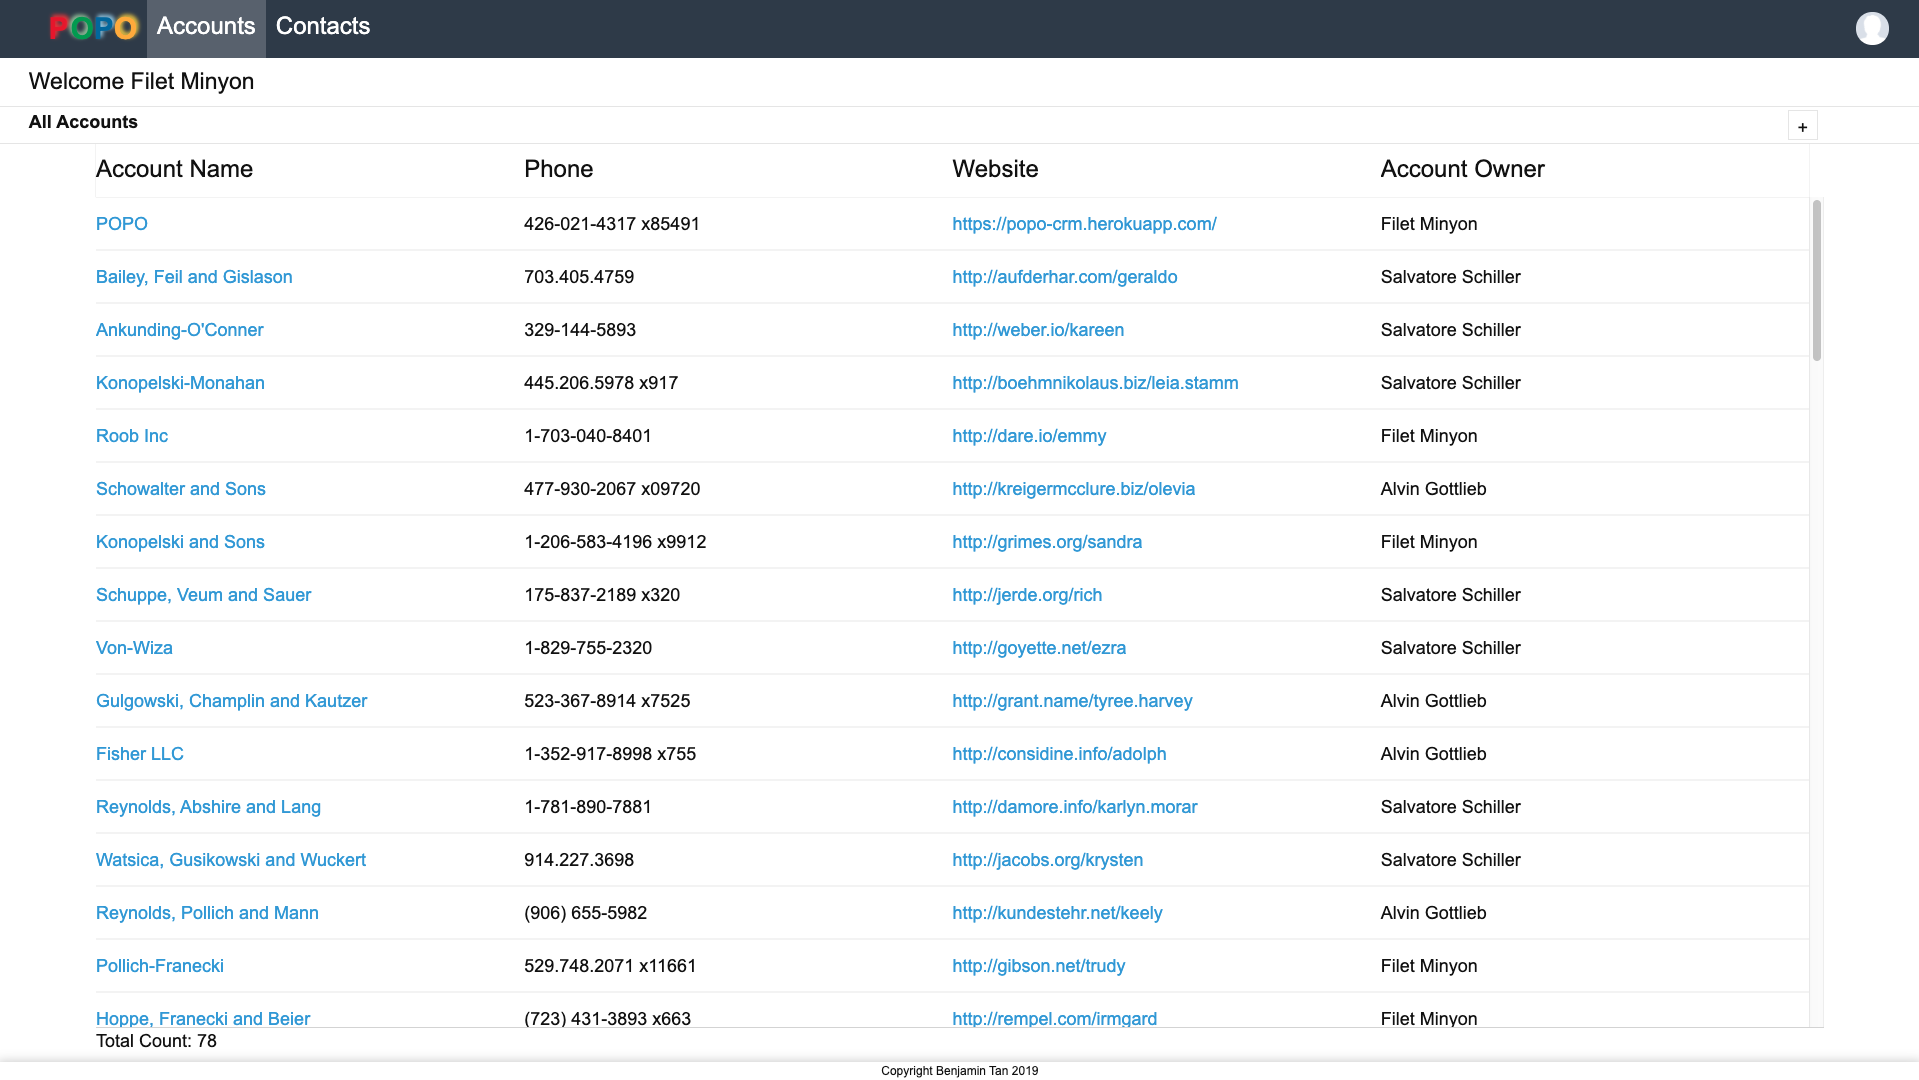 POPO Accounts Contacts
Welcome Filet Minyon
All Accounts +
Account Name Phone Website Account Owner
POPO 426-021-4317 x85491 https://popo-crm.herokuapp.com/ Filet Minyon
Bailey, Feil and Gislason 703.405.4759 http://aufderhar.com/geraldo Salvatore Schiller
Ankunding-O'Conner 329-144-5893 http://weber.io/kareen Salvatore Schiller
Konopelski-Monahan 445.206.5978 x917 http://boehmnikolaus.biz/leia.stamm Salvatore Schiller
Roob Inc 1-703-040-8401 http://dare.io/emmy Filet Minyon
Schowalter and Sons 477-930-2067 x09720 http://kreigermcclure.biz/olevia Alvin Gottlieb
Konopelski and Sons 1-206-583-4196 x9912 http://grimes.org/sandra Filet Minyon
Schuppe, Veum and Sauer 175-837-2189 x320 http://jerde.org/rich Salvatore Schiller
Von-Wiza 1-829-755-2320 http://goyette.net/ezra Salvatore Schiller
Gulgowski, Champlin and Kautzer 523-367-8914 x7525 http://grant.name/tyree.harvey Alvin Gottlieb
Fisher LLC 1-352-917-8998 x755 http://considine.info/adolph Alvin Gottlieb
Reynolds, Abshire and Lang 1-781-890-7881 http://damore.info/karlyn.morar Salvatore Schiller
Watsica, Gusikowski and Wuckert 914.227.3698 http://jacobs.org/krysten Salvatore Schiller
Reynolds, Pollich and Mann (906) 655-5982 http://kundestehr.net/keely Alvin Gottlieb
Pollich-Franecki 529.748.2071 x11661 http://gibson.net/trudy Filet Minyon
Hoppe, Franecki and Beier (723) 431-3893 x663 http://rempel.com/irmgard Filet Minyon
Total Count: 78
Copyright Benjamin Tan 2019